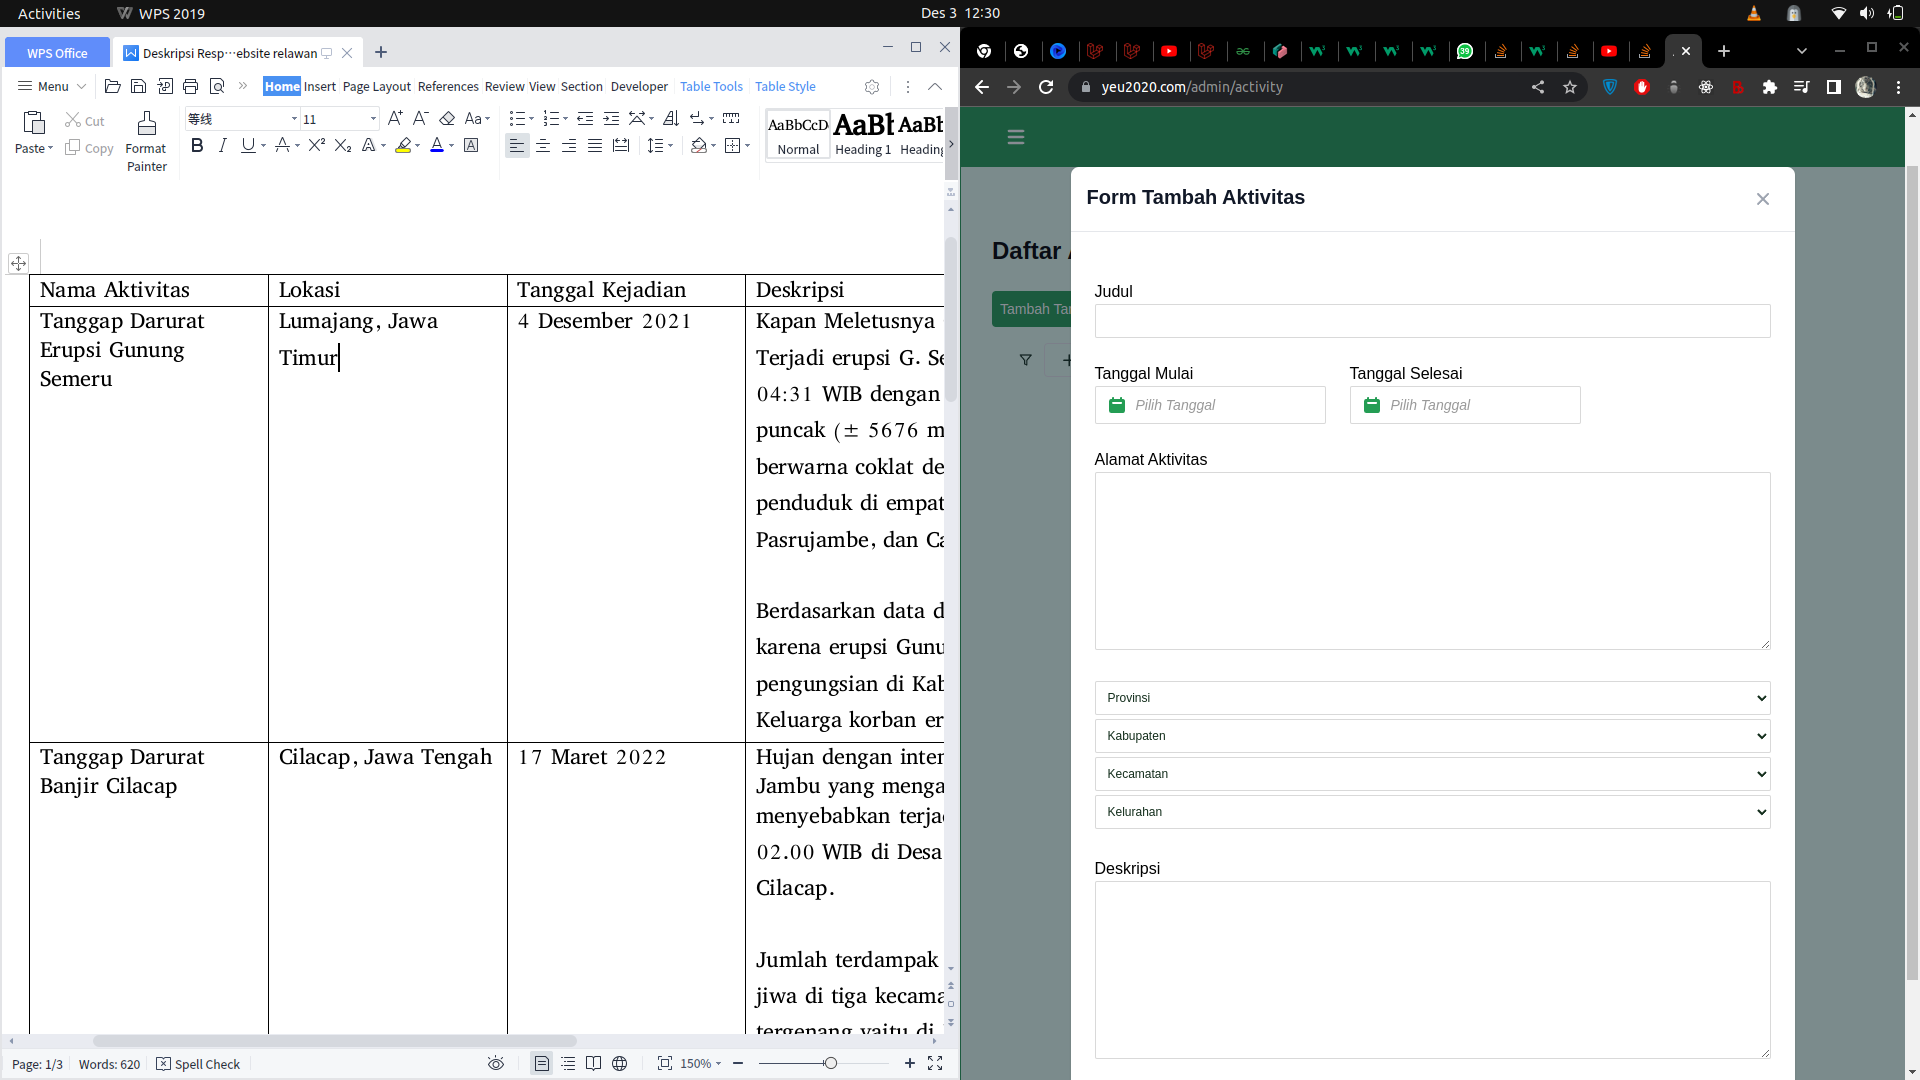 Activities
WPS 2019
Des 3 12:30
WPS Office
Deskripsi Resp···ebsite relawan
Menu
Home
Insert
Page Layout
References
Review
View
Section
Developer
Table Tools
Table Style
Paste
Cut
Copy
Format
Painter
等线
11
AaBbCcD
Normal
AaBb
Heading 1
AaBb
Heading
Nama Aktivitas
Lokasi
Tanggal Kejadian
Deskripsi
Tanggap Darurat
Erupsi Gunung
Semeru
Lumajang, Jawa
Timur
4 Desember 2021
Kapan Meletusnya
Terjadi erupsi G. Se
04:31 WIB dengan
puncak (± 5676 m
berwarna coklat de
penduduk di empat
Pasrujambe, dan Ca
Berdasarkan data d
karena erupsi Gunu
pengungsian di Kab
Keluarga korban er
Tanggap Darurat
Banjir Cilacap
Cilacap, Jawa Tengah
17 Maret 2022
Hujan dengan inter
Jambu yang menga
menyebabkan terja
02.00 WIB di Desa
Cilacap.
Jumlah terdampak
jiwa di tiga kecama
tergenang yaitu di
Page: 1/3
Words: 620
Spell Check
150%
39
yeu2020.com/admin/activity
Form Tambah Aktivitas
Daftar
Tambah Ta
Judul
Tanggal Mulai
Tanggal Selesai
Pilih Tanggal
Pilih Tanggal
Alamat Aktivitas
Provinsi
Kabupaten
Kecamatan
Kelurahan
Deskripsi